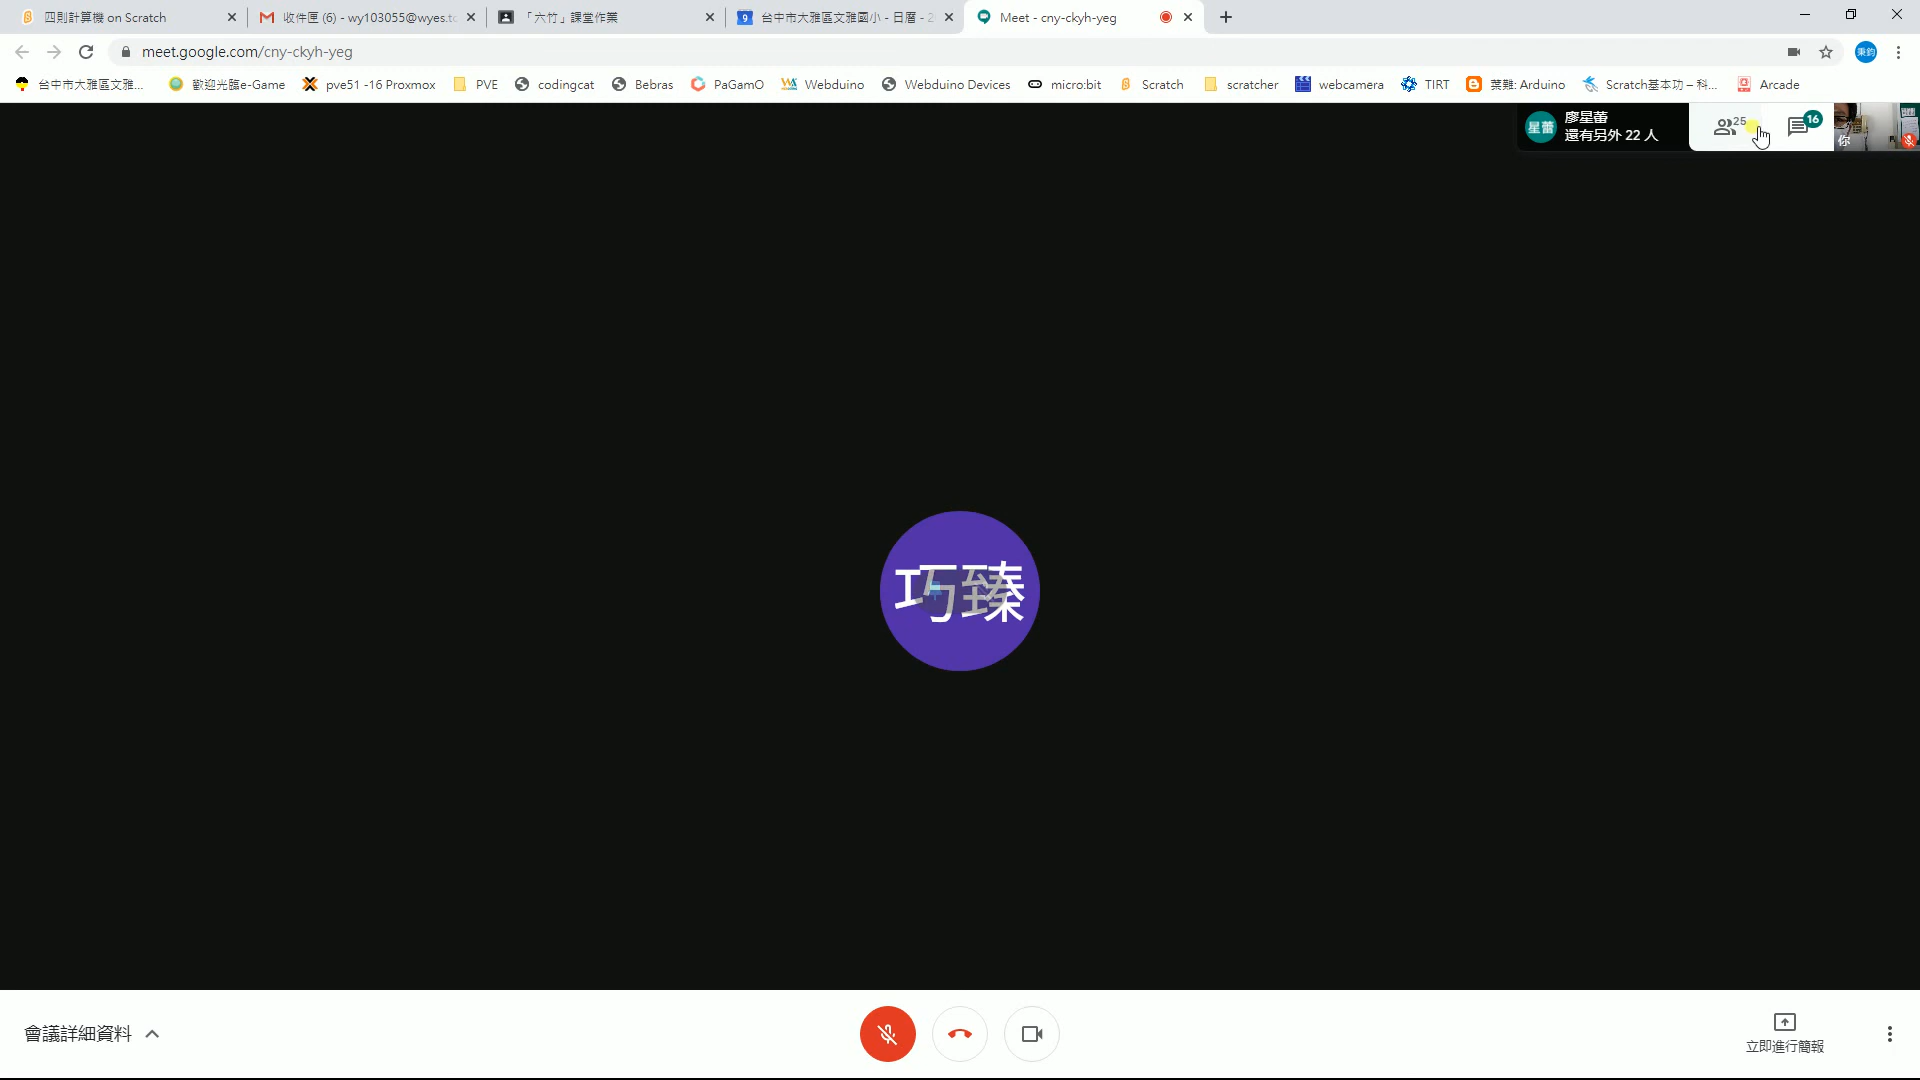 四則計算機 on Scratch
收件匣 (6) - wy103055@wyes.tc
「六竹」課堂作業
台中市大雅區文雅國小 - 日曆 - 2
Meet - cny-ckyh-yeg
meet.google.com/cny-ckyh-yeg
秉鈞
台中市大雅區文雅...
歡迎光臨e-Game
pve51 -16 Proxmox
PVE
codingcat
Bebras
PaGamO
Webduino
Webduino Devices
micro:bit
Scratch
scratcher
webcamera
TIRT
葉難: Arduino
Scratch基本功 – 科...
Arcade
星蕾
廖星蕾
還有另外 22 人
25
16
你
巧臻
會議詳細資料
立即進行簡報